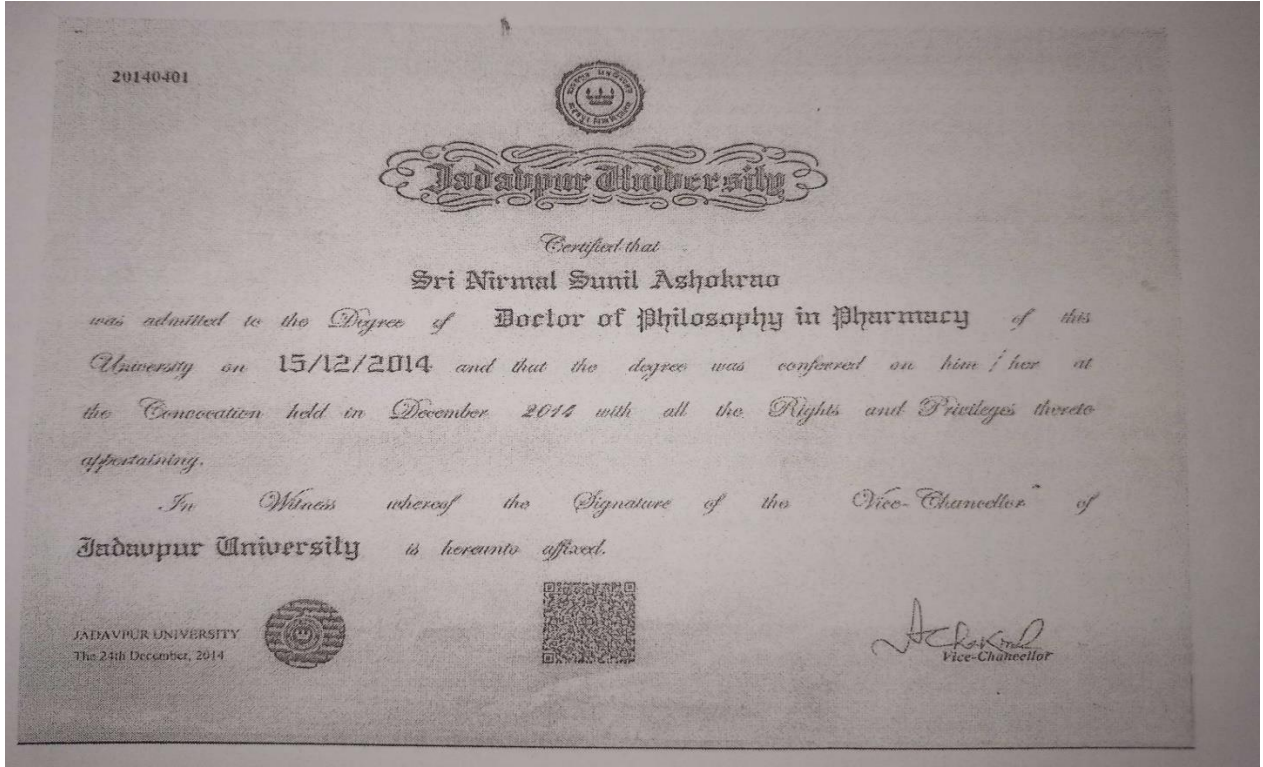 20140401
Jadavpur University
Certified that
Sri Nirmal Sunil Ashokrao
was admitted to the Degree of Doctor of Philosophy in Pharmacy of this
University on 15/12/2014 and that the degree was conferred on him / her at
the Convocation held in December 2014 with all the Rights and Privileges thereto
appertaining.
In Witness whereof the Signature of the Vice-Chancellor of
Jadavpur University is hereunto affixed.
JADAVPUR UNIVERSITY
The 24th December, 2014
Vice-Chancellor